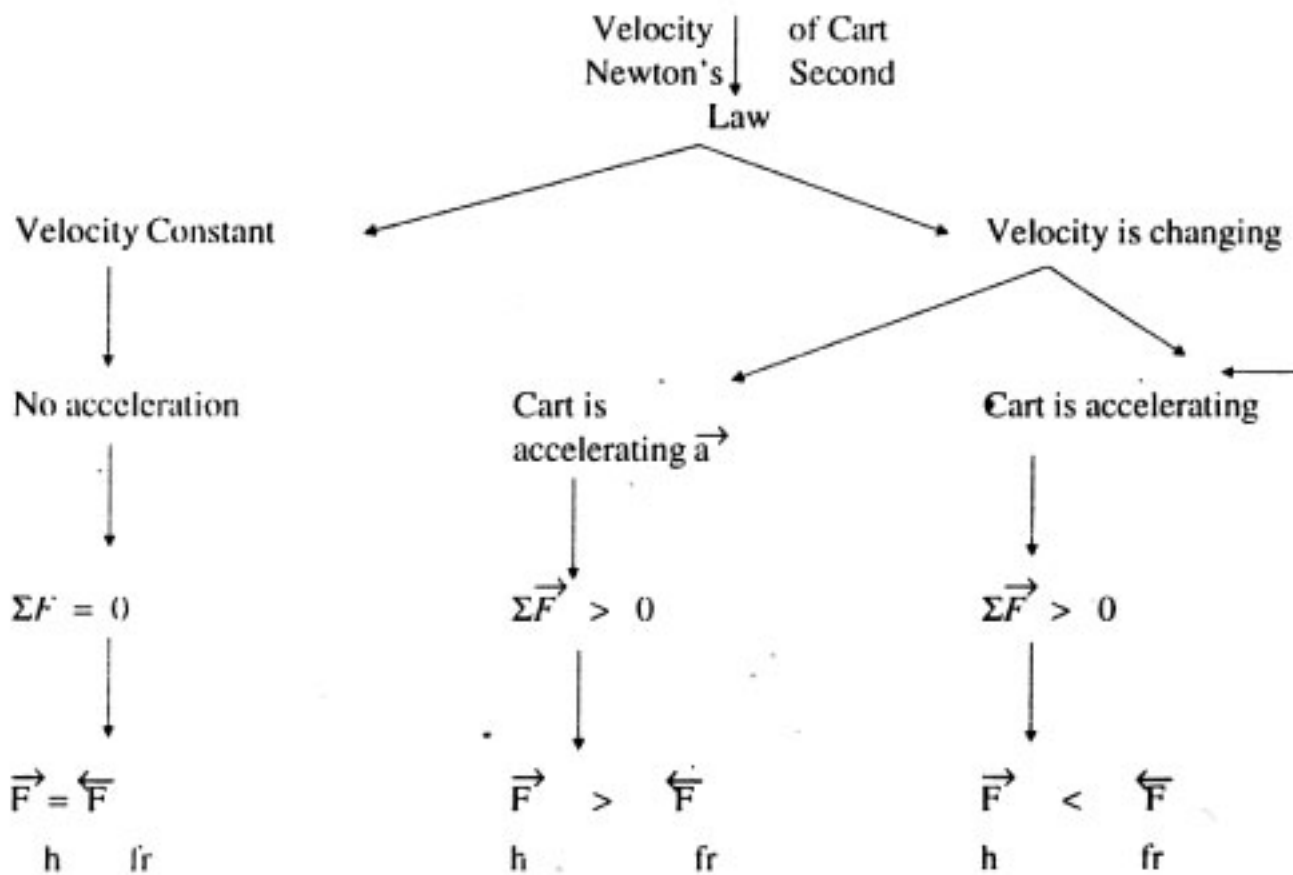 Velocity of Cart
Newton's Second
Law
Velocity Constant
Velocity is changing
No acceleration
Cart is
accelerating a⃗
Cart is accelerating
ΣF = 0
ΣF⃗ > 0
ΣF⃗ > 0
F⃗ = F⃖
h fr
F⃗ > F⃖
h fr
F⃗ < F⃖
h fr